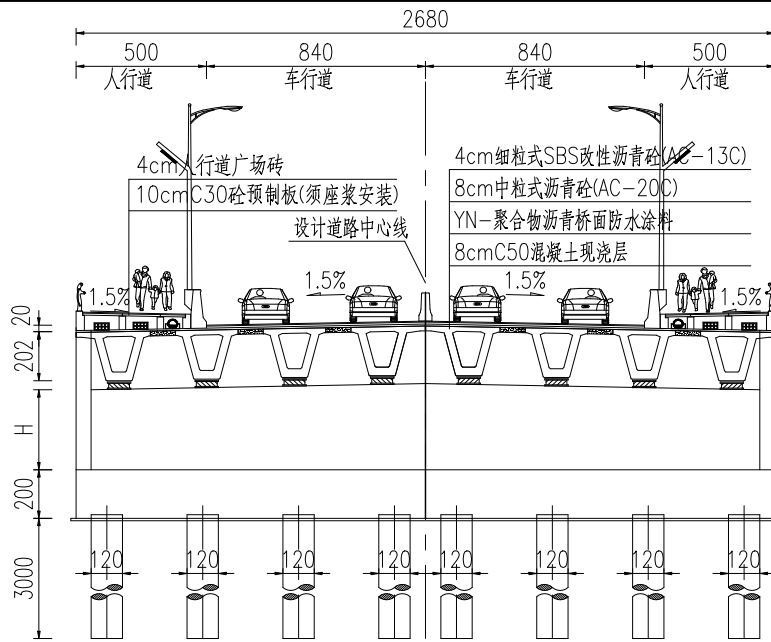 2680
500 840 840 500
人行道 车行道 车行道 人行道
4cm人行道广场砖
10cmC30砼预制板(须座浆安装)
4cm细粒式SBS改性沥青砼(AC-13C)
8cm中粒式沥青砼(AC-20C)
YN-聚合物沥青桥面防水涂料
8cmC50混凝土现浇层
设计道路中心线
1.5% 1.5% 1.5% 1.5%
20
202
H
200
3000
120 120 120 120 120 120 120 120